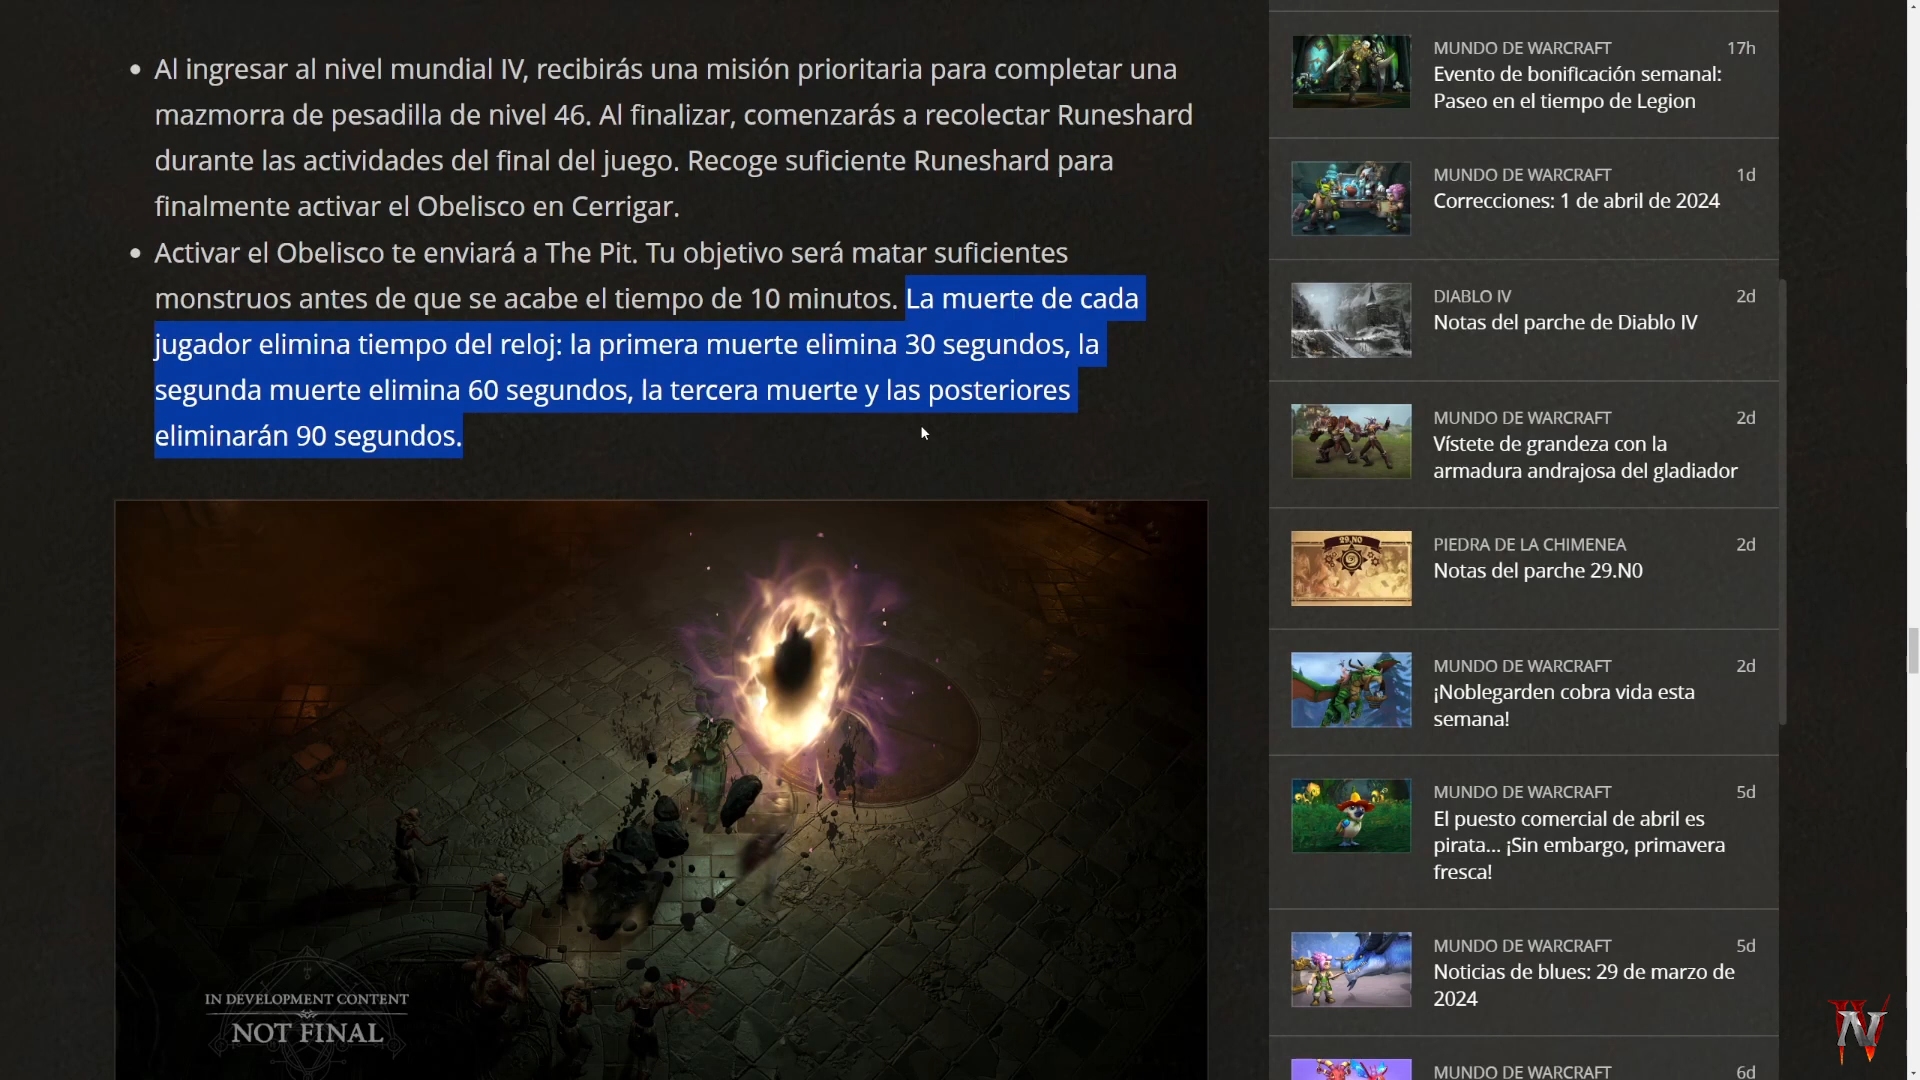 Al ingresar al nivel mundial IV, recibirás una misión prioritaria para completar una
mazmorra de pesadilla de nivel 46. Al finalizar, comenzarás a recolectar Runeshard
durante las actividades del final del juego. Recoge suficiente Runeshard para
finalmente activar el Obelisco en Cerrigar.
Activar el Obelisco te enviará a The Pit. Tu objetivo será matar suficientes
monstruos antes de que se acabe el tiempo de 10 minutos. La muerte de cada
jugador elimina tiempo del reloj: la primera muerte elimina 30 segundos, la
segunda muerte elimina 60 segundos, la tercera muerte y las posteriores
eliminarán 90 segundos.
IN DEVELOPMENT CONTENT
NOT FINAL
MUNDO DE WARCRAFT 17h
Evento de bonificación semanal:
Paseo en el tiempo de Legion
MUNDO DE WARCRAFT 1d
Correcciones: 1 de abril de 2024
DIABLO IV 2d
Notas del parche de Diablo IV
MUNDO DE WARCRAFT 2d
Vístete de grandeza con la
armadura andrajosa del gladiador
29.N0
PIEDRA DE LA CHIMENEA 2d
Notas del parche 29.N0
MUNDO DE WARCRAFT 2d
¡Noblegarden cobra vida esta
semana!
MUNDO DE WARCRAFT 5d
El puesto comercial de abril es
pirata... ¡Sin embargo, primavera
fresca!
MUNDO DE WARCRAFT 5d
Noticias de blues: 29 de marzo de
2024
MUNDO DE WARCRAFT 6d